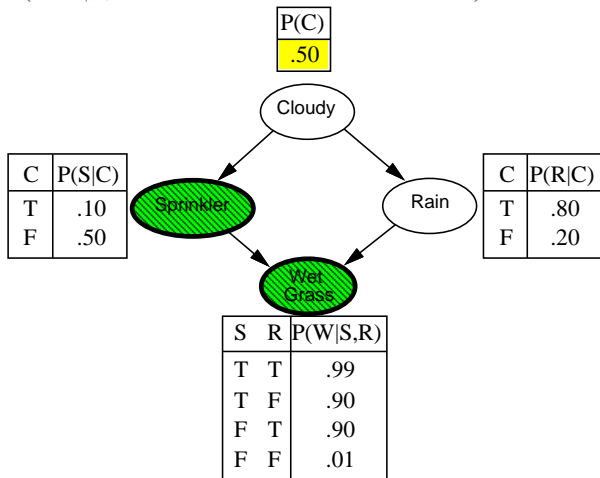 P(C)
.50
Cloudy
C P(S|C)
T .10
F .50
Sprinkler
Rain
C P(R|C)
T .80
F .20
Wet
Grass
S R P(W|S,R)
T T .99
T F .90
F T .90
F F .01